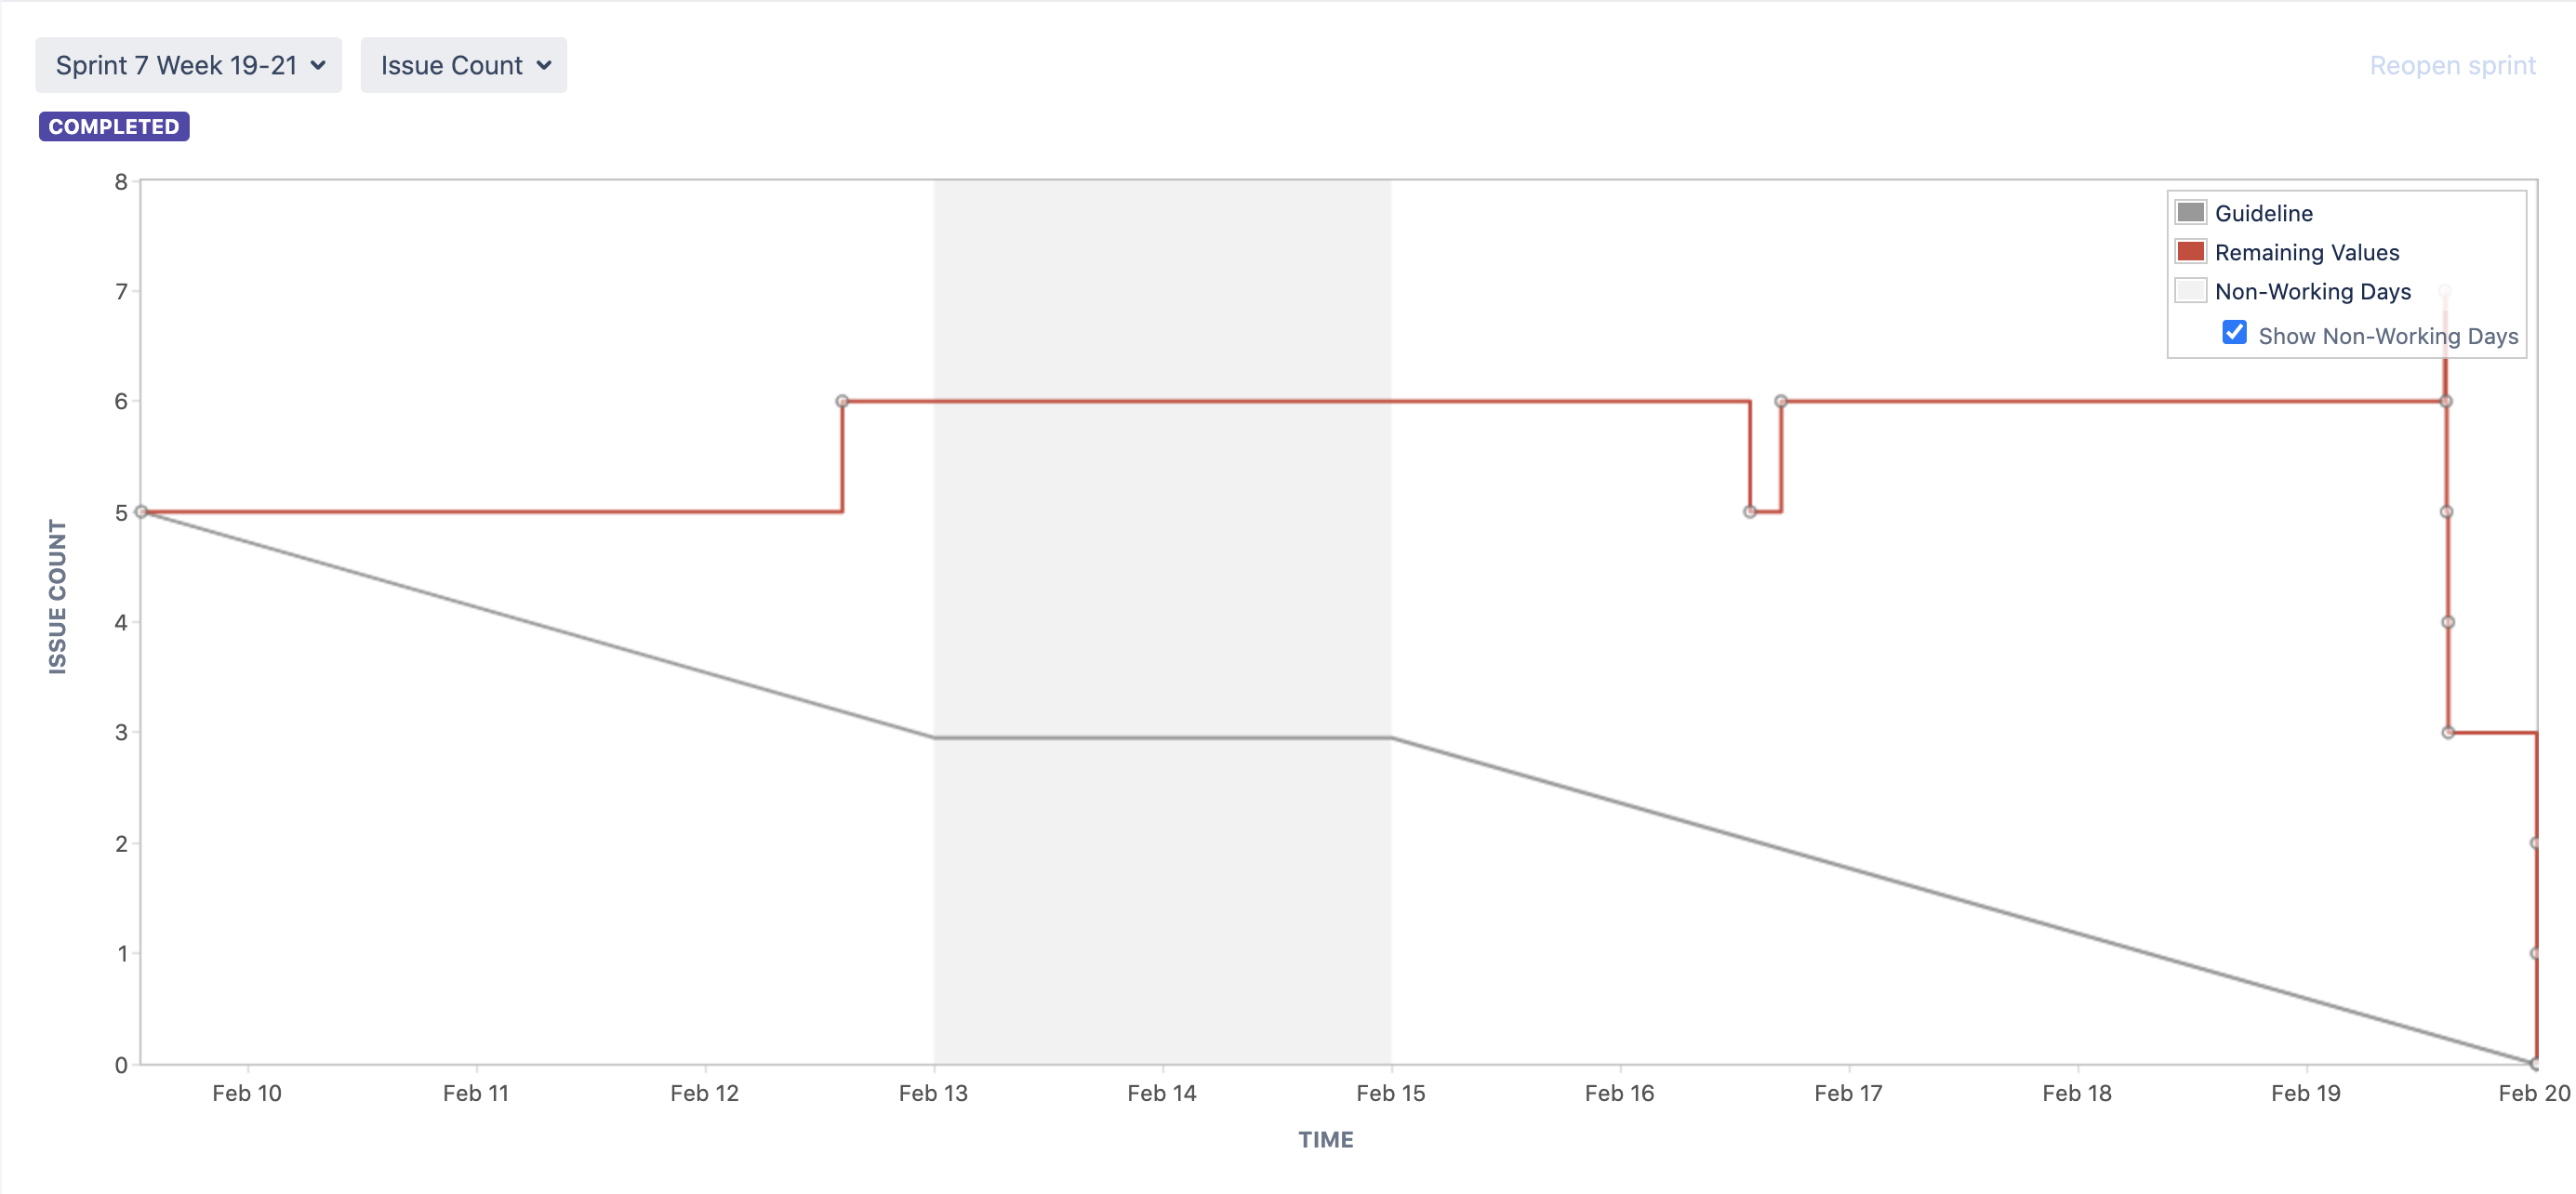 Sprint 7 Week 19-21
Issue Count
Reopen sprint
COMPLETED
8
7
6
5
4
3
2
1
0
ISSUE COUNT
Guideline
Remaining Values
Non-Working Days
Show Non-Working Days
Feb 10
Feb 11
Feb 12
Feb 13
Feb 14
Feb 15
Feb 16
Feb 17
Feb 18
Feb 19
Feb 20
TIME